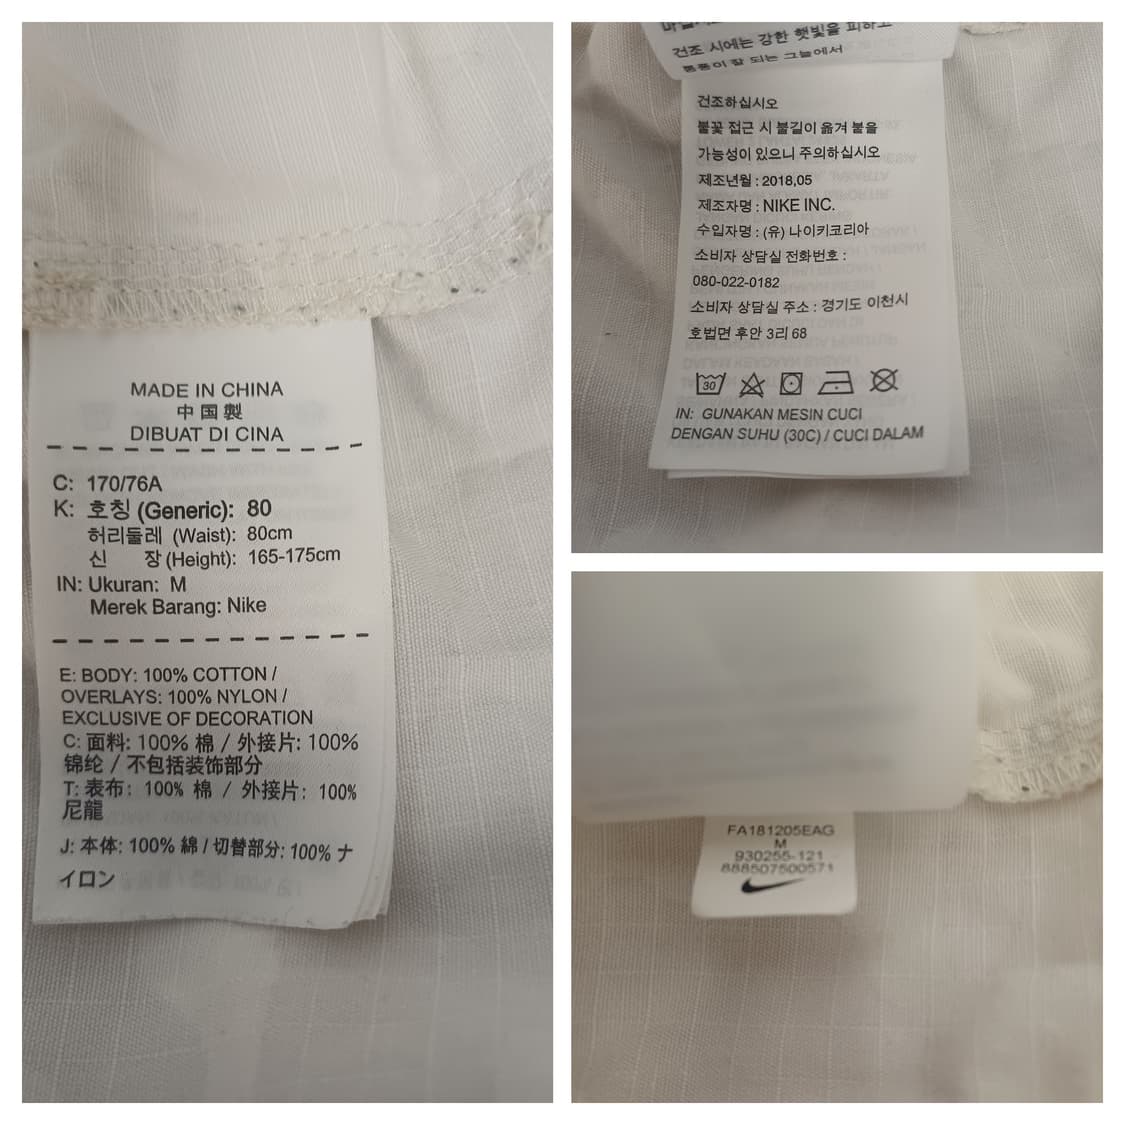 MADE IN CHINA
中国製
DIBUAT DI CINA
C: 170/76A
K: 호칭 (Generic): 80
허리둘레 (Waist): 80cm
신 장 (Height): 165-175cm
IN: Ukuran: M
Merek Barang: Nike
E: BODY: 100% COTTON /
OVERLAYS: 100% NYLON /
EXCLUSIVE OF DECORATION
C: 面料: 100% 棉 / 外接片: 100%
锦纶 / 不包括装饰部分
T: 表布: 100% 棉 / 外接片: 100%
尼龍
J: 本体: 100% 綿 / 切替部分: 100% ナ
イロン
건조 시에는 강한 햇빛을 피하고
통풍이 잘 되는 그늘에서
건조하십시오
불꽃 접근 시 불길이 옮겨 붙을
가능성이 있으니 주의하십시오
제조년월 : 2018,05
제조자명 : NIKE INC.
수입자명 : (유) 나이키코리아
소비자 상담실 전화번호 :
080-022-0182
소비자 상담실 주소 : 경기도 이천시
호법면 후안 3리 68
30
IN: GUNAKAN MESIN CUCI
DENGAN SUHU (30C) / CUCI DALAM
FA181205EAG
M
930255-121
888507500571